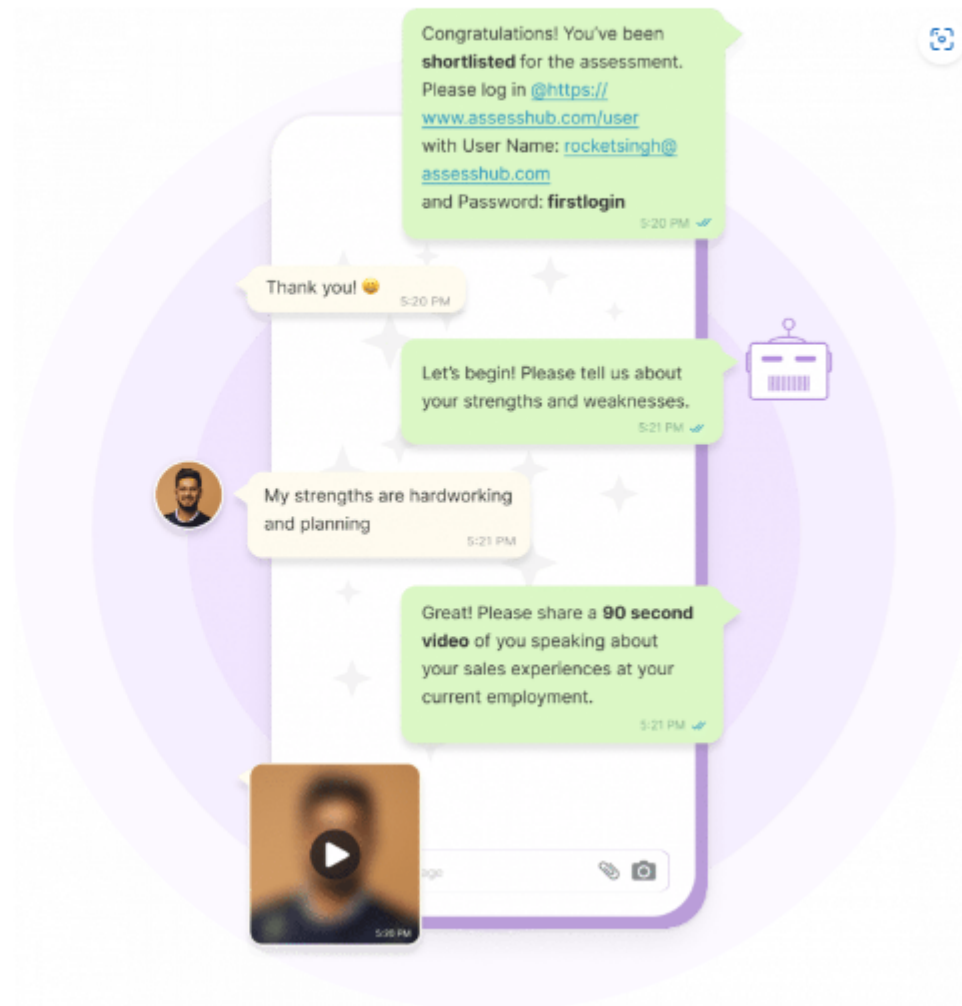 Congratulations! You've been
shortlisted for the assessment.
Please log in @https://
www.assesshub.com/user
with User Name: rocketsingh@
assesshub.com
and Password: firstlogin
5:20 PM
Thank you! 😄
5:20 PM
Let's begin! Please tell us about
your strengths and weaknesses.
5:21 PM
My strengths are hardworking
and planning
5:21 PM
Great! Please share a 90 second
video of you speaking about
your sales experiences at your
current employment.
5:21 PM
age
5:20 PM